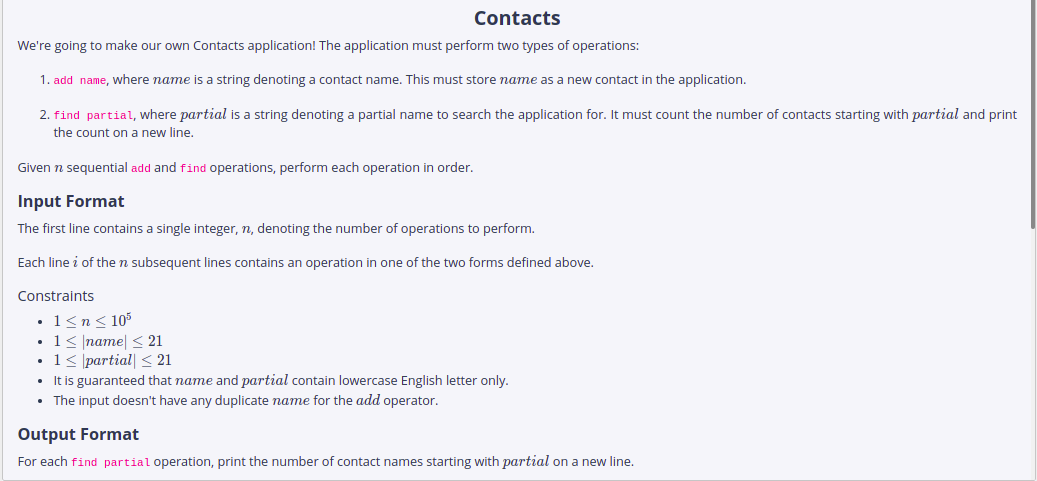 Contacts
We're going to make our own Contacts application! The application must perform two types of operations:
1. add name, where name is a string denoting a contact name. This must store name as a new contact in the application.
2. find partial, where partial is a string denoting a partial name to search the application for. It must count the number of contacts starting with partial and print
the count on a new line.
Given n sequential add and find operations, perform each operation in order.
Input Format
The first line contains a single integer, n, denoting the number of operations to perform.
Each line i of the n subsequent lines contains an operation in one of the two forms defined above.
Constraints
• 1 ≤ n ≤ 10⁵
• 1 ≤ |name| ≤ 21
• 1 ≤ |partial| ≤ 21
• It is guaranteed that name and partial contain lowercase English letter only.
• The input doesn't have any duplicate name for the add operator.
Output Format
For each find partial operation, print the number of contact names starting with partial on a new line.